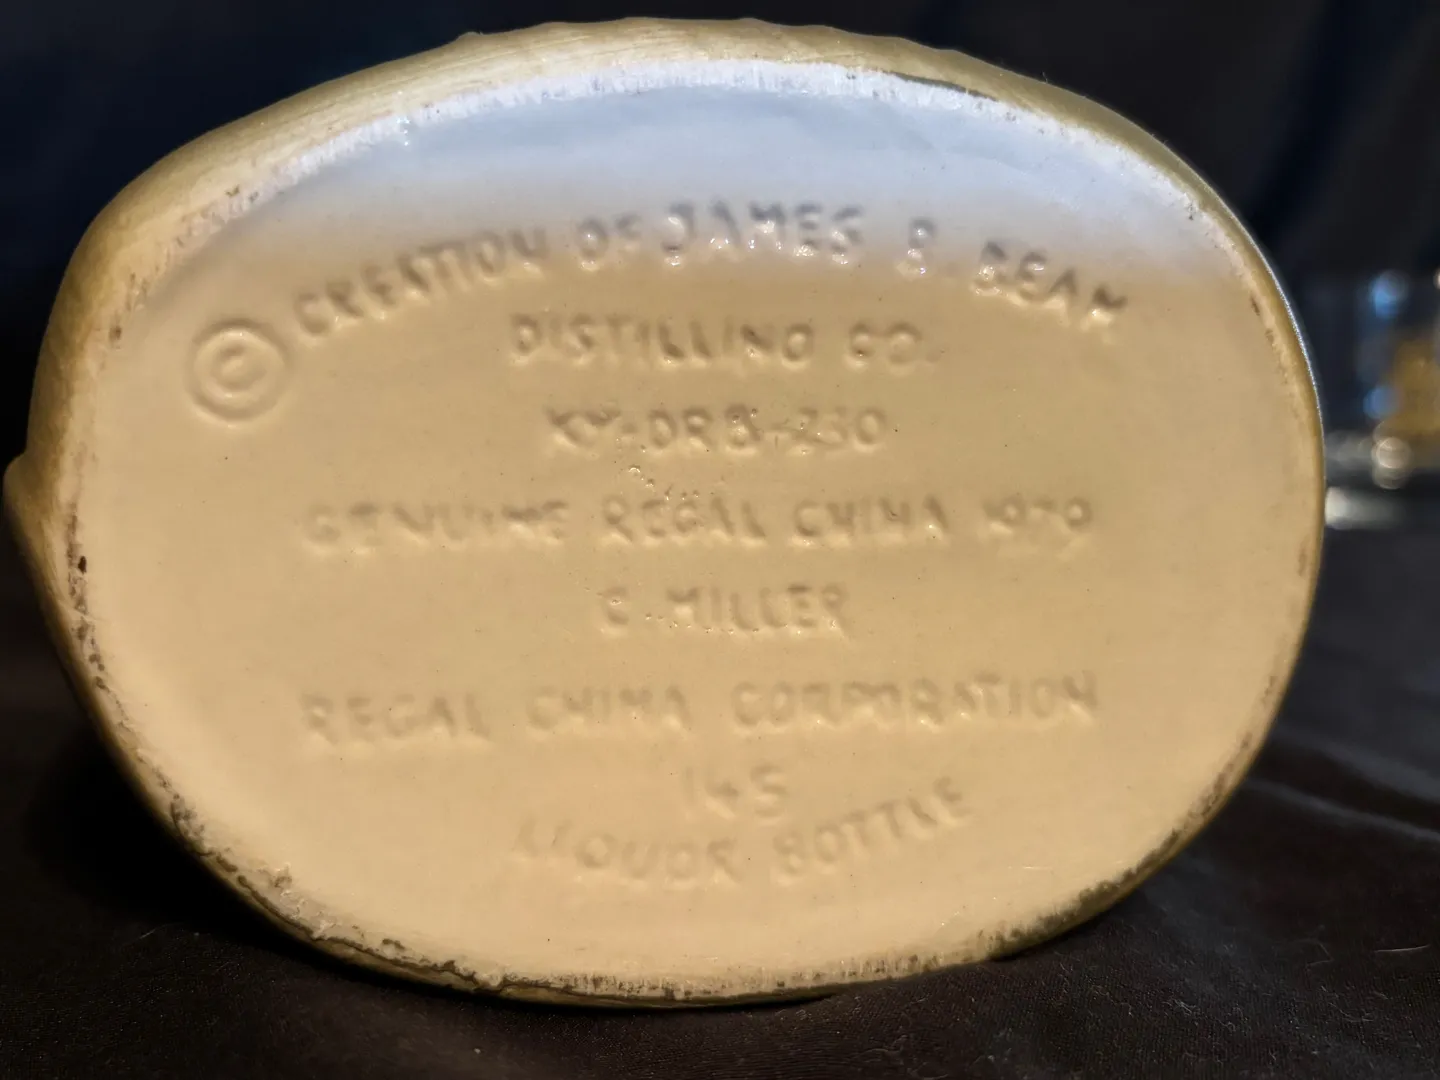 © CREATION OF JAMES B. BEAM
DISTILLING CO.
KY-DRB-230
GENUINE REGAL CHINA 1979
C. MILLER
REGAL CHINA CORPORATION
145
LIQUOR BOTTLE